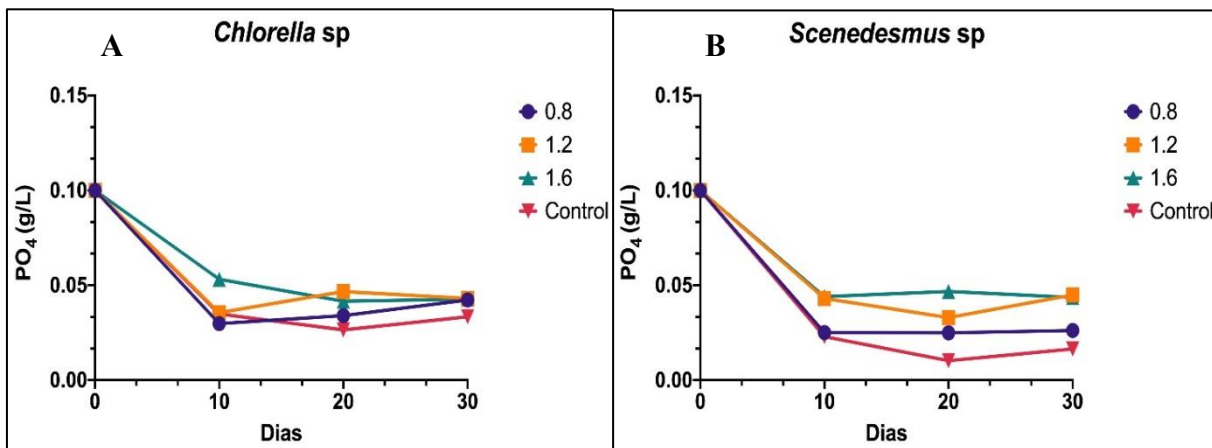 A
Chlorella sp
0.15
0.10
0.05
0.00
PO4 (g/L)
0
10
20
30
Dias
0.8
1.2
1.6
Control
B
Scenedesmus sp
0.15
0.10
0.05
0.00
PO4 (g/L)
0
10
20
30
Dias
0.8
1.2
1.6
Control